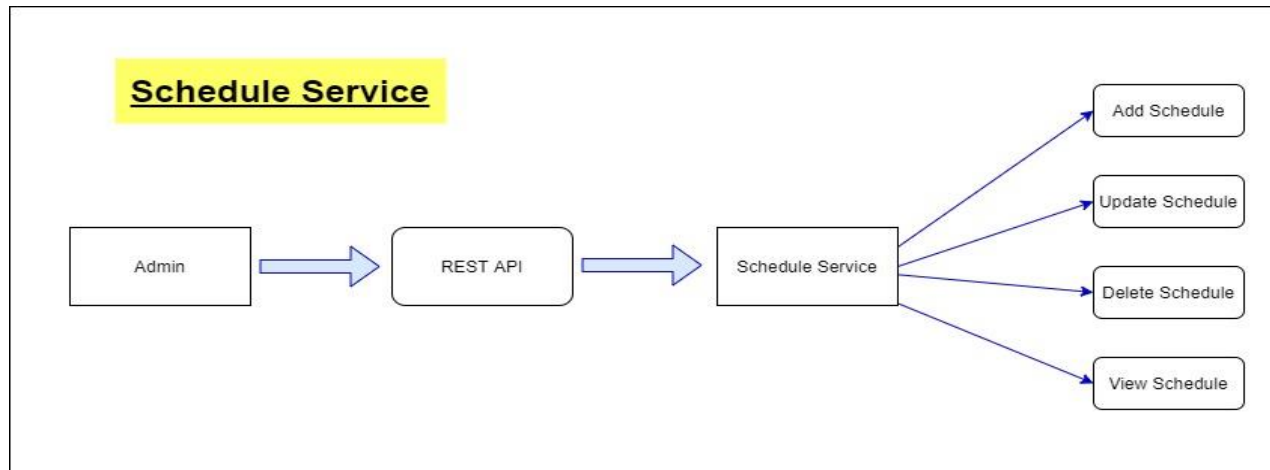 Schedule Service
Add Schedule
Update Schedule
Admin
REST API
Schedule Service
Delete Schedule
View Schedule